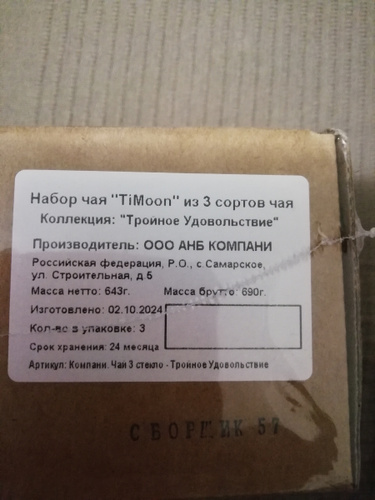 Набор чая "TiMoon" из 3 сортов чая
Коллекция: "Тройное Удовольствие"
Производитель: ООО АНБ КОМПАНИ
Российская федерация, Р.О., с.Самарское,
ул. Строительная, д.5
Масса нетто: 643г. Масса брутто: 690г.
Изготовлено: 02.10.2024
Кол-во в упаковке: 3
Срок хранения: 24 месяца
Артикул: Компани. Чай 3 стекло - Тройное Удовольствие
СБОРЩИК 57